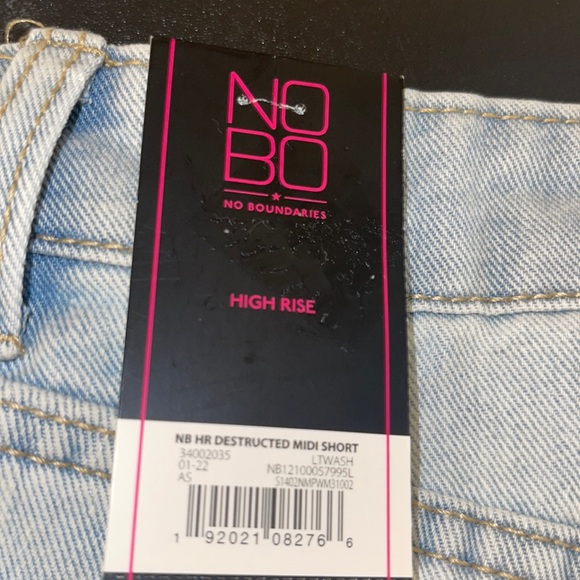 NO
BO
NO BOUNDARIES
HIGH RISE
NB HR DESTRUCTED MIDI SHORT
34002035 LTWASH
01-22 NB12100057995L
AS S1402NMPWM31002
1 92021 08276 6